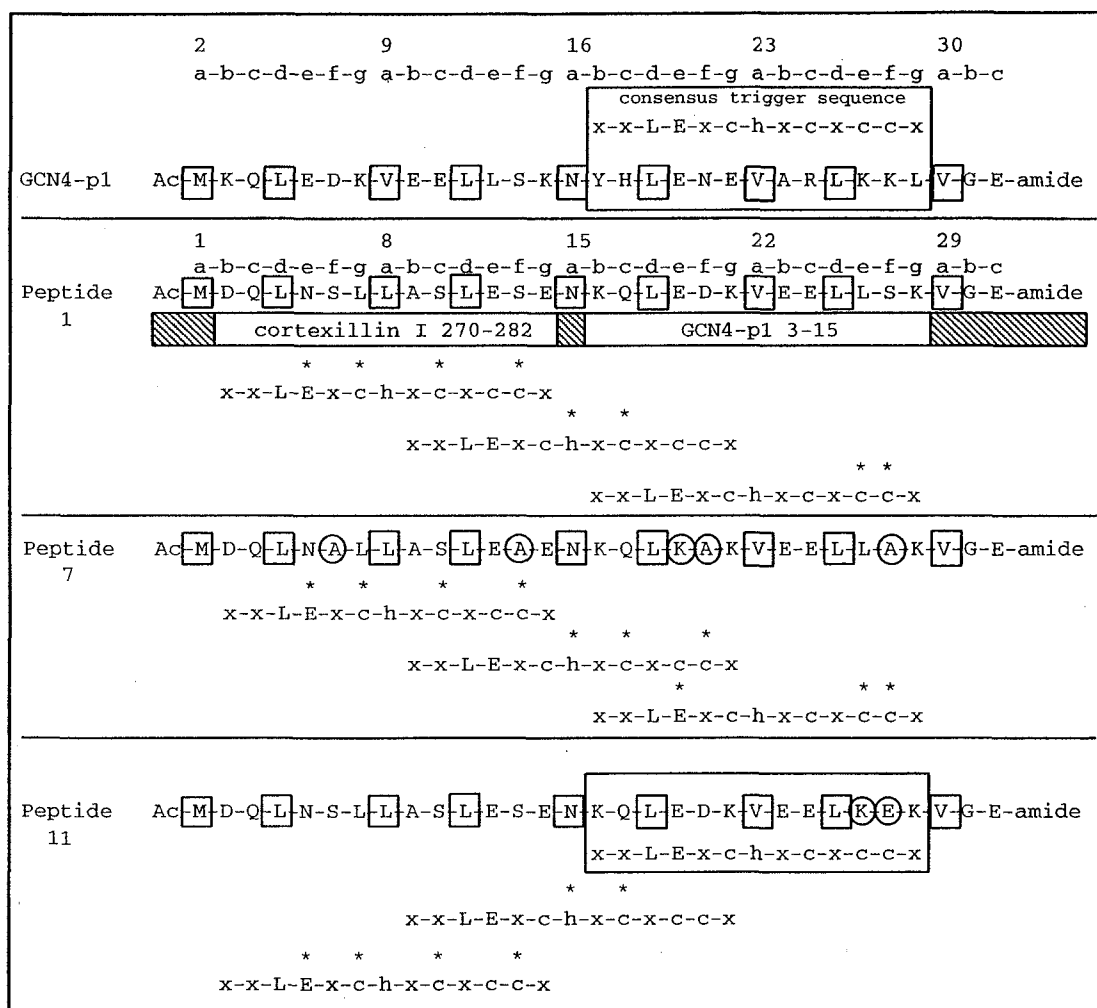 2 9 16 23 30
a-b-c-d-e-f-g a-b-c-d-e-f-g a-b-c-d-e-f-g a-b-c-d-e-f-g a-b-c
consensus trigger sequence
x-x-L-E-x-c-h-x-c-x-c-c-x
GCN4-p1 Ac-M-K-Q-L-E-D-K-V-E-E-L-L-S-K-N-Y-H-L-E-N-E-V-A-R-L-K-K-L-V-G-E-amide
1 8 15 22 29
a-b-c-d-e-f-g a-b-c-d-e-f-g a-b-c-d-e-f-g a-b-c-d-e-f-g a-b-c
Peptide 1 Ac-M-D-Q-L-N-S-L-L-A-S-L-E-S-E-N-K-Q-L-E-D-K-V-E-E-L-L-S-K-V-G-E-amide
cortexillin I 270-282 GCN4-p1 3-15
* * * *
x-x-L-E-x-c-h-x-c-x-c-c-x
* *
x-x-L-E-x-c-h-x-c-x-c-c-x
* *
x-x-L-E-x-c-h-x-c-x-c-c-x
Peptide 7 Ac-M-D-Q-L-N-A-L-L-A-S-L-E-A-E-N-K-Q-L-K-A-K-V-E-E-L-L-A-K-V-G-E-amide
* * * *
x-x-L-E-x-c-h-x-c-x-c-c-x
* * *
x-x-L-E-x-c-h-x-c-x-c-c-x
* * *
x-x-L-E-x-c-h-x-c-x-c-c-x
Peptide 11 Ac-M-D-Q-L-N-S-L-L-A-S-L-E-S-E-N-K-Q-L-E-D-K-V-E-E-L-K-E-K-V-G-E-amide
x-x-L-E-x-c-h-x-c-x-c-c-x
* *
x-x-L-E-x-c-h-x-c-x-c-c-x
* * * *
x-x-L-E-x-c-h-x-c-x-c-c-x